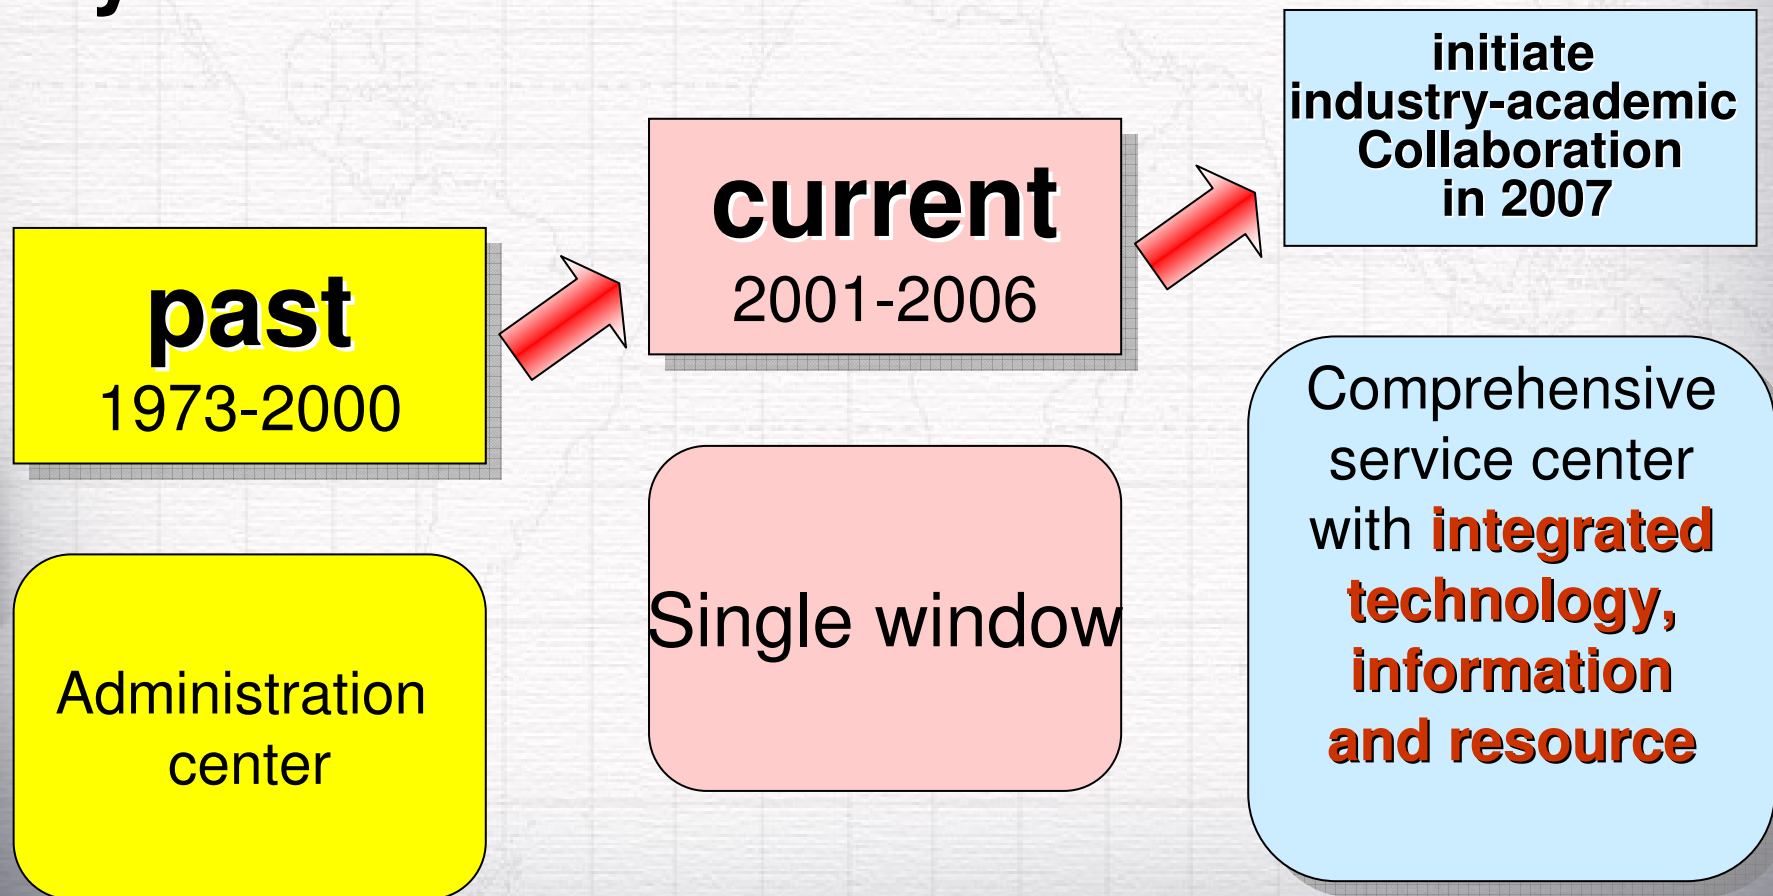 past
1973-2000
Administration
center
current
2001-2006
Single window
initiate
industry-academic
Collaboration
in 2007
Comprehensive
service center
with integrated
technology,
information
and resource